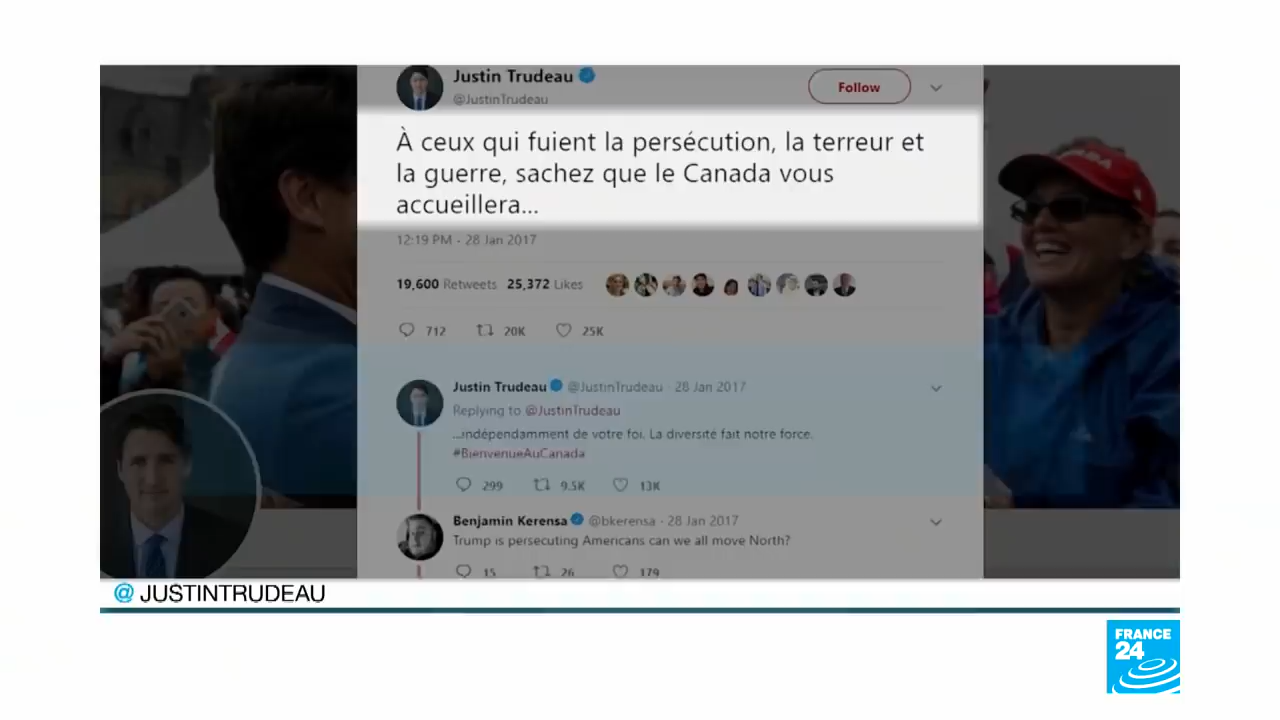 Justin Trudeau
@JustinTrudeau
Follow
À ceux qui fuient la persécution, la terreur et
la guerre, sachez que le Canada vous
accueillera...
12:19 PM - 28 Jan 2017
19,600 Retweets 25,372 Likes
712 20K 25K
Justin Trudeau @JustinTrudeau · 28 Jan 2017
Replying to @JustinTrudeau
...indépendamment de votre foi. La diversité fait notre force.
#BienvenueAuCanada
299 9.5K 13K
Benjamin Kerensa @bkerensa · 28 Jan 2017
Trump is persecuting Americans can we all move North?
15 26 179
@ JUSTINTRUDEAU
FRANCE
24